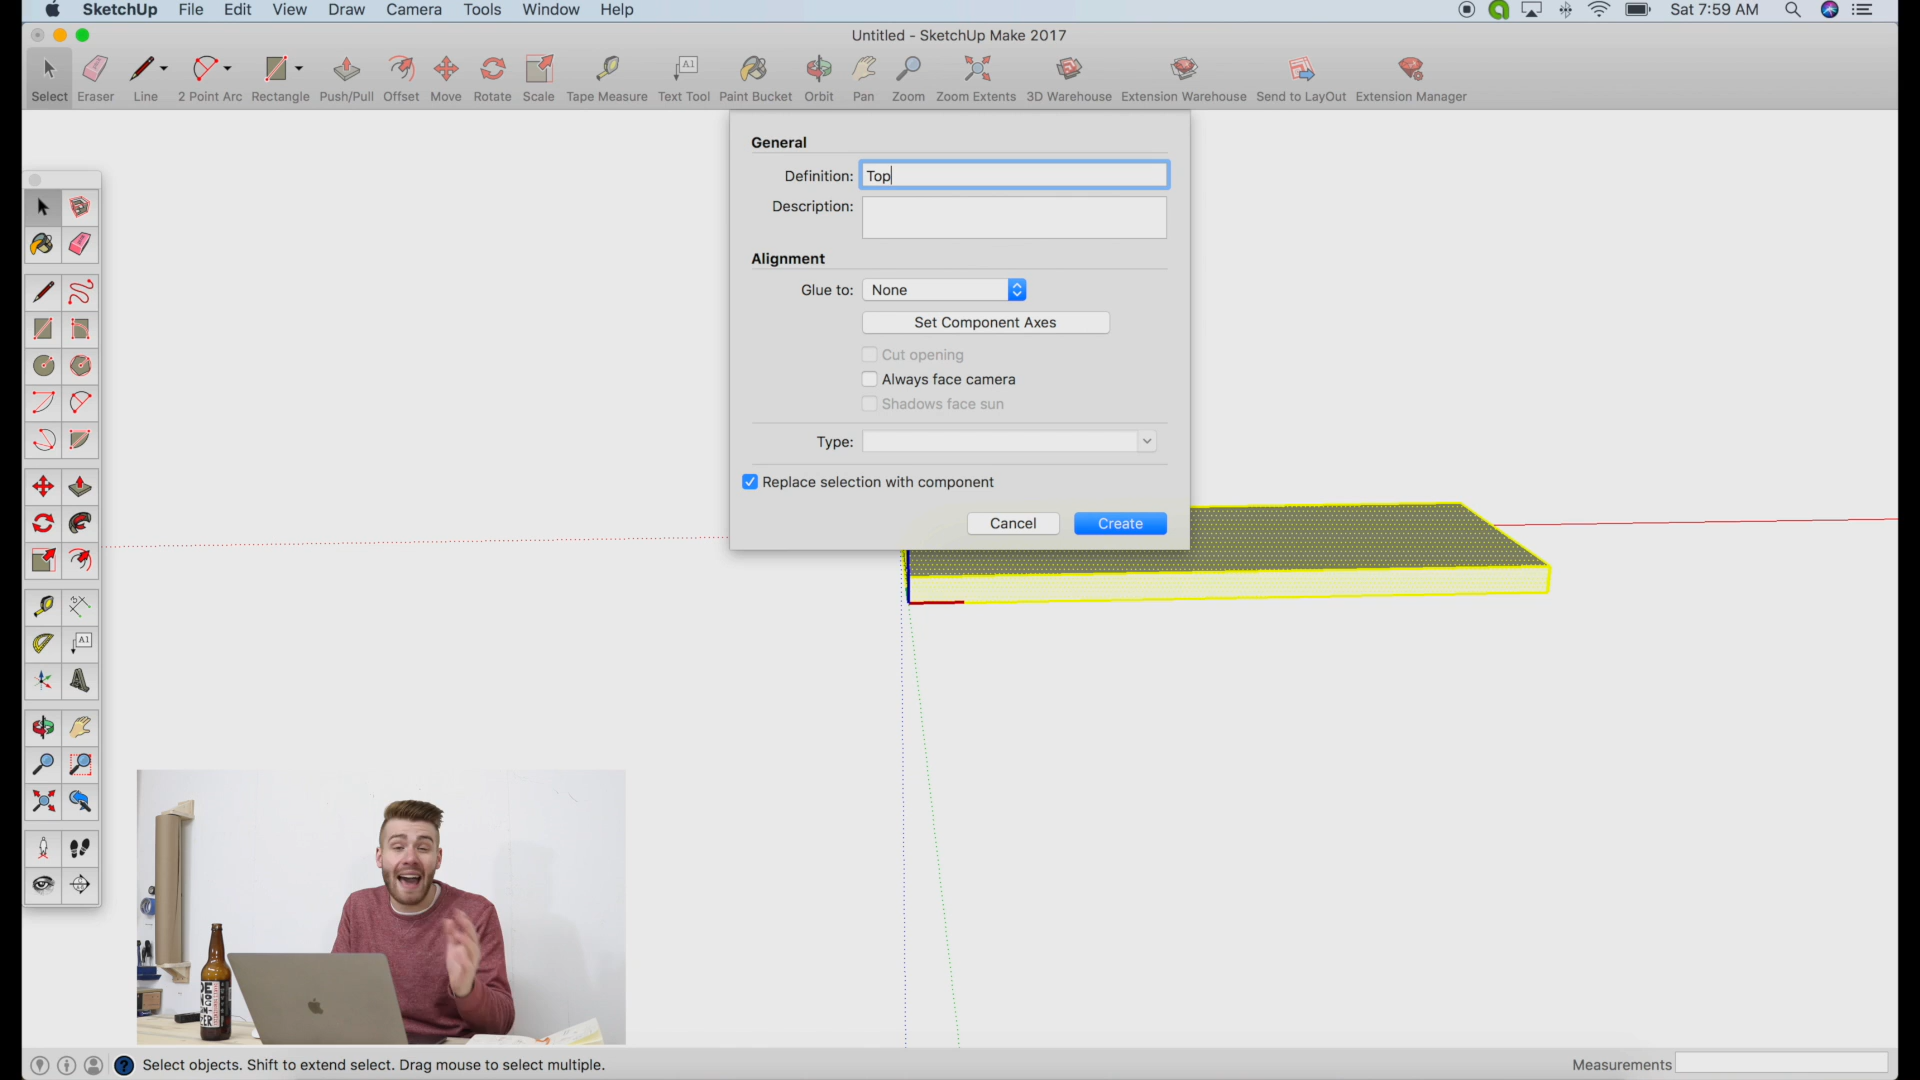 SketchUp File Edit View Draw Camera Tools Window Help Sat 7:59 AM
Untitled - SketchUp Make 2017
A1
Select Eraser Line 2 Point Arc Rectangle Push/Pull Offset Move Rotate Scale Tape Measure Text Tool Paint Bucket Orbit Pan Zoom Zoom Extents 3D Warehouse Extension Warehouse Send to LayOut Extension Manager
General
Definition: Top
Description:
Alignment
Glue to: None
Set Component Axes
Cut opening
Always face camera
Shadows face sun
Type:
Replace selection with component
Cancel Create
A1
Select objects. Shift to extend select. Drag mouse to select multiple.
Measurements